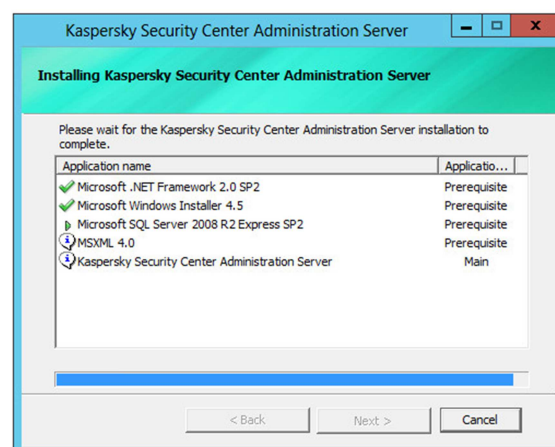 Kaspersky Security Center Administration Server
Installing Kaspersky Security Center Administration Server
Please wait for the Kaspersky Security Center Administration Server installation to
complete.
Application name Applicatio...
Microsoft .NET Framework 2.0 SP2 Prerequisite
Microsoft Windows Installer 4.5 Prerequisite
Microsoft SQL Server 2008 R2 Express SP2 Prerequisite
MSXML 4.0 Prerequisite
Kaspersky Security Center Administration Server Main
< Back Next > Cancel